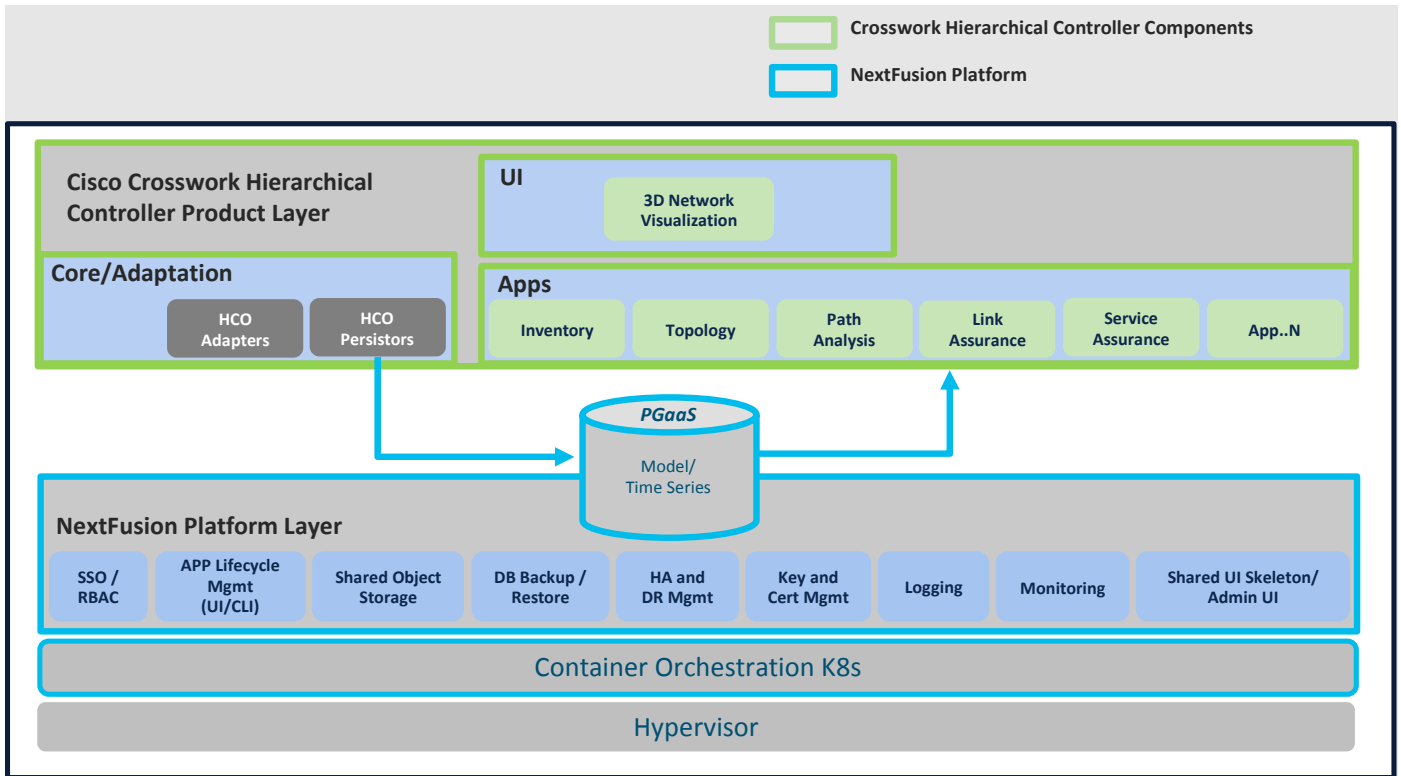 Crosswork Hierarchical Controller Components
NextFusion Platform
Cisco Crosswork Hierarchical
Controller Product Layer
UI
3D Network
Visualization
Core/Adaptation
HCO
Adapters
HCO
Persistors
Apps
Inventory
Topology
Path
Analysis
Link
Assurance
Service
Assurance
App..N
PGaaS
Model/
Time Series
NextFusion Platform Layer
SSO /
RBAC
APP Lifecycle
Mgmt
(UI/CLI)
Shared Object
Storage
DB Backup /
Restore
HA and
DR Mgmt
Key and
Cert Mgmt
Logging
Monitoring
Shared UI Skeleton/
Admin UI
Container Orchestration K8s
Hypervisor